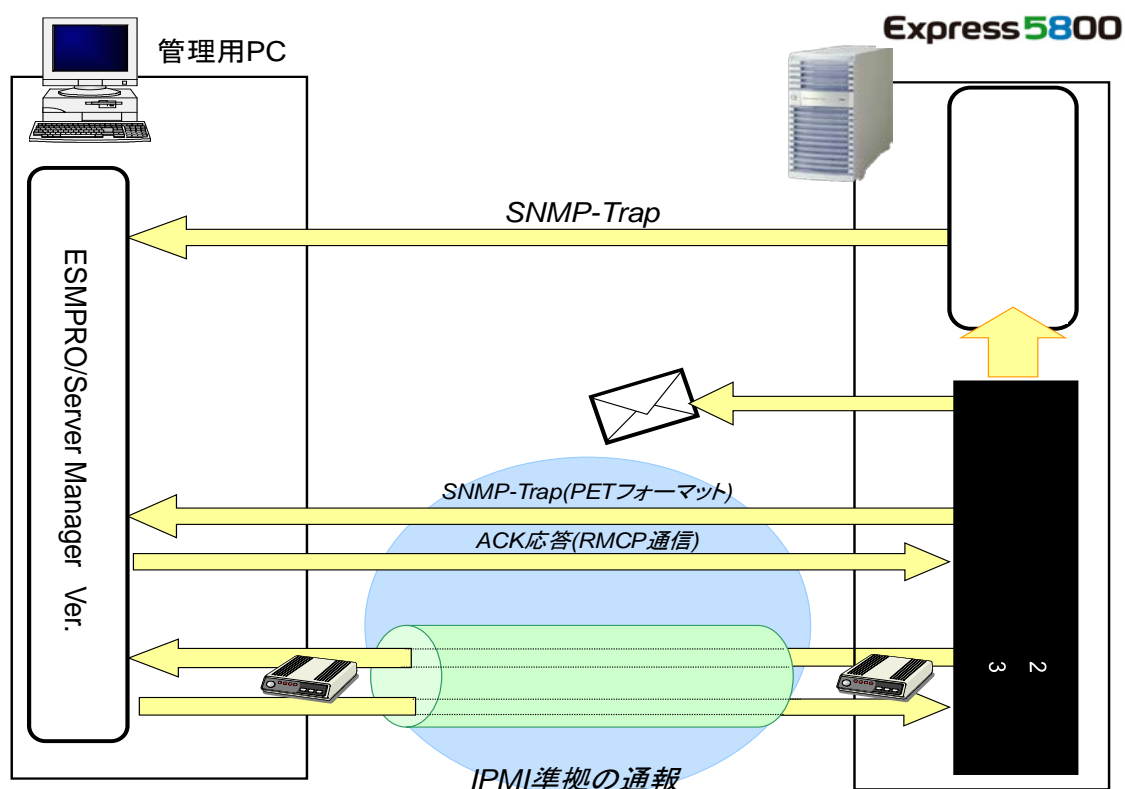 Express5800
管理用PC
SNMP-Trap
ESMPRO/Server Manager Ver.
SNMP-Trap(PETフォーマット)
ACK応答(RMCP通信)
2
3
IPMI準拠の通報